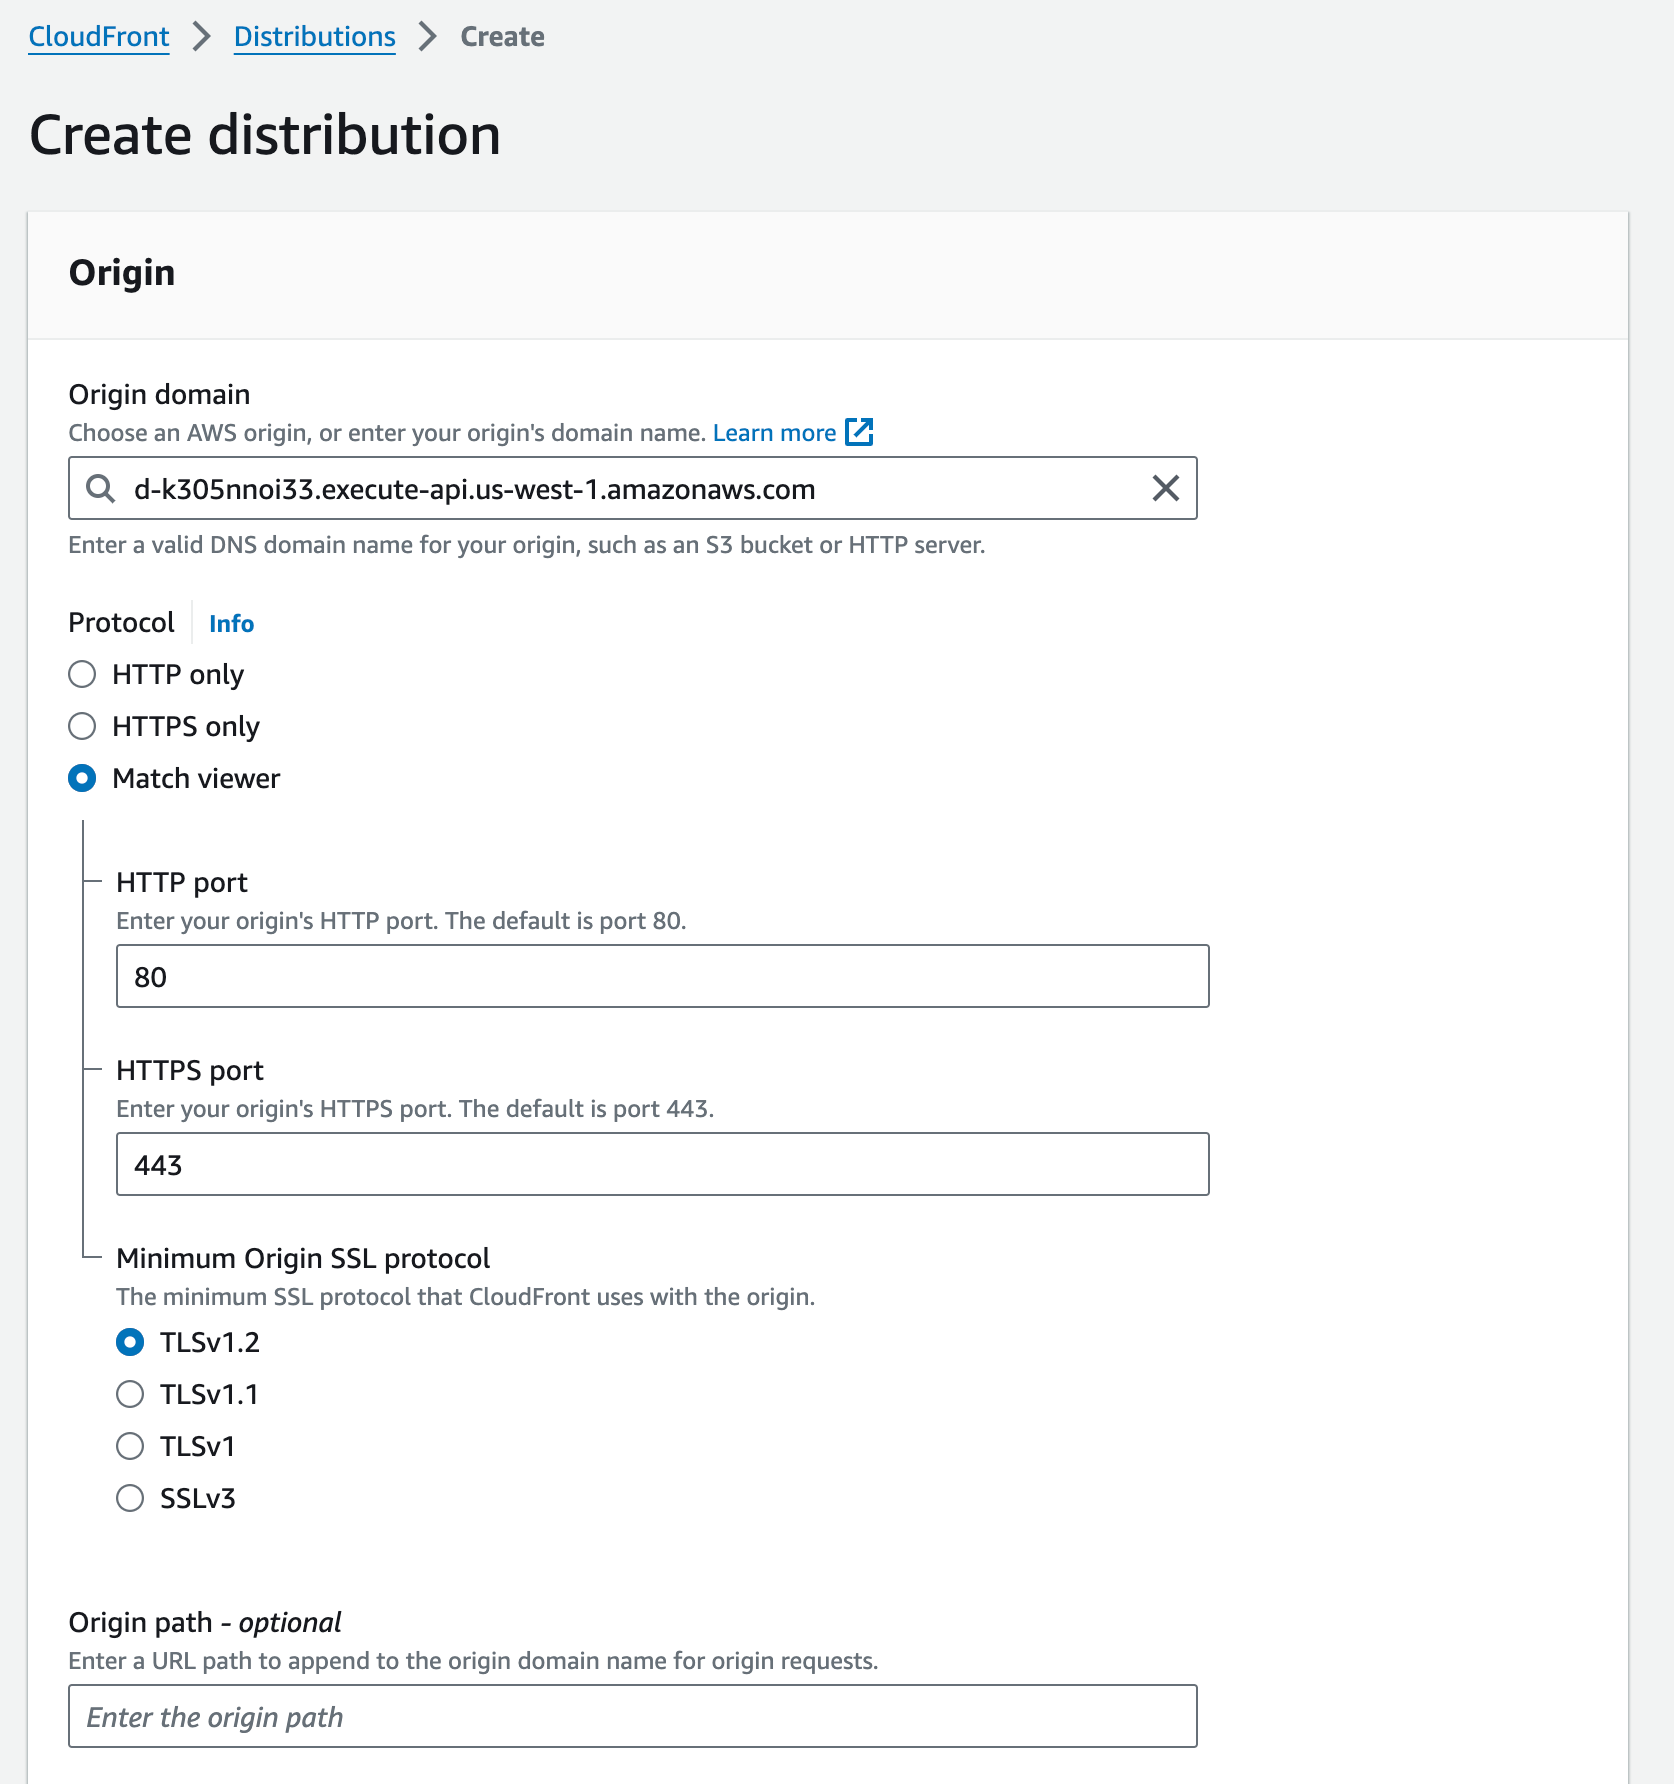 CloudFront > Distributions > Create
Create distribution
Origin
Origin domain
Choose an AWS origin, or enter your origin's domain name. Learn more
d-k305nnoi33.execute-api.us-west-1.amazonaws.com
Enter a valid DNS domain name for your origin, such as an S3 bucket or HTTP server.
Protocol Info
HTTP only
HTTPS only
Match viewer
HTTP port
Enter your origin's HTTP port. The default is port 80.
80
HTTPS port
Enter your origin's HTTPS port. The default is port 443.
443
Minimum Origin SSL protocol
The minimum SSL protocol that CloudFront uses with the origin.
TLSv1.2
TLSv1.1
TLSv1
SSLv3
Origin path - optional
Enter a URL path to append to the origin domain name for origin requests.
Enter the origin path